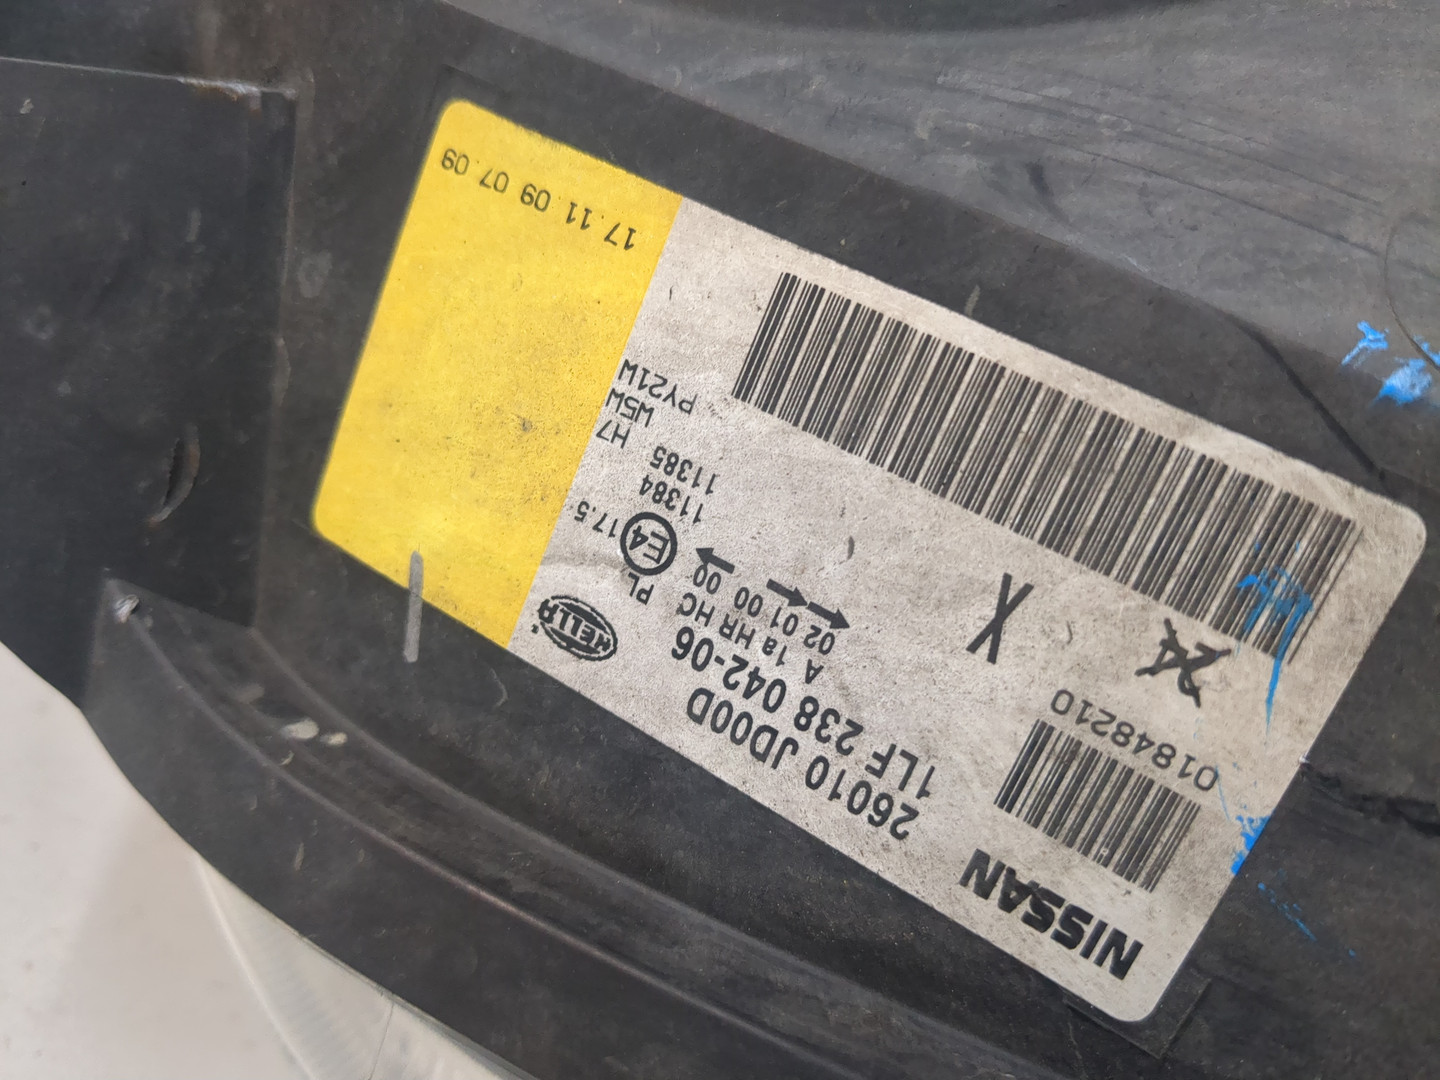 NISSAN
01848210
24
X
26010 JD00D
1LF 238 042-06
A 1a HR HC PL
02 01 00 00
HELLA
E4 17.5
11384
11385
H7
W5W
PY21W
17.11.09 07.09